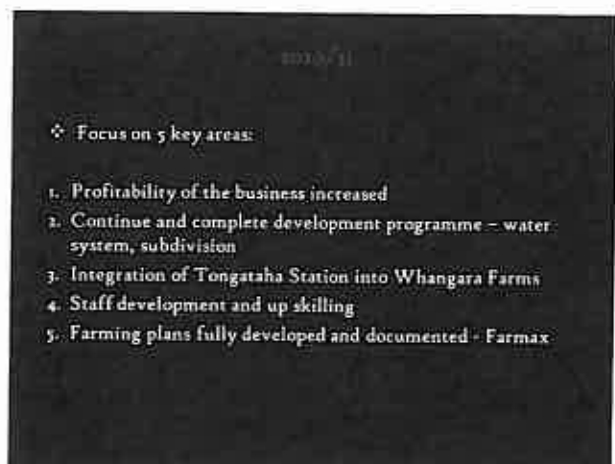 2010/11
❖ Focus on 5 key areas:
1. Profitability of the business increased
2. Continue and complete development programme – water
system, subdivision
3. Integration of Tongataha Station into Whangara Farms
4. Staff development and up skilling
5. Farming plans fully developed and documented - Farmax